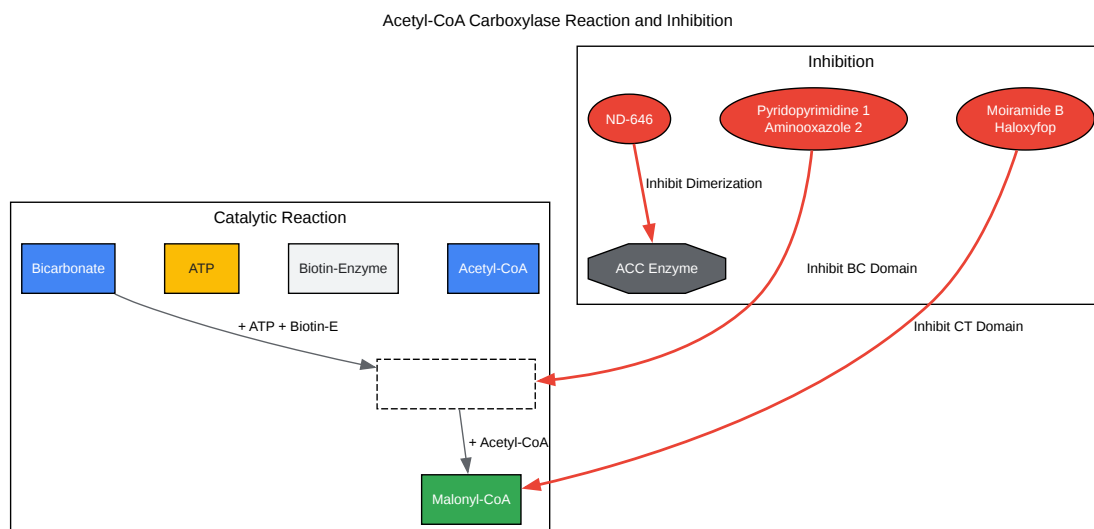 Acetyl-CoA Carboxylase Reaction and Inhibition
Inhibition
ND-646
Pyridopyrimidine 1
Aminooxazole 2
Moiramide B
Haloxyfop
Inhibit Dimerization
Catalytic Reaction
Bicarbonate
ATP
Biotin-Enzyme
Acetyl-CoA
ACC Enzyme
Inhibit BC Domain
+ ATP + Biotin-E
Inhibit CT Domain
+ Acetyl-CoA
Malonyl-CoA